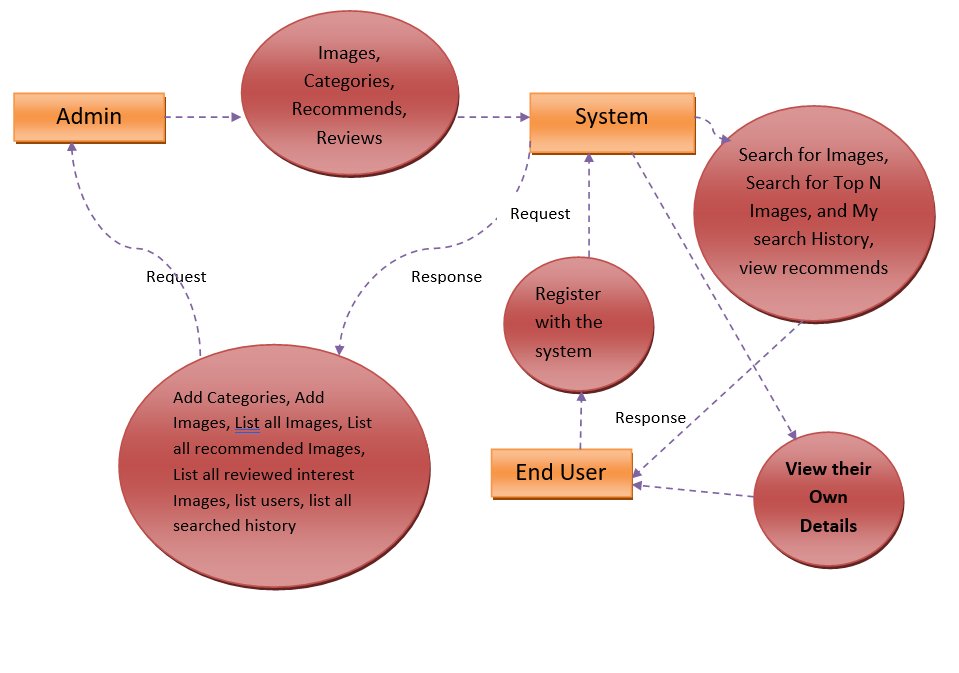 Images,
Categories,
Recommends,
Reviews
Admin
System
Search for Images,
Search for Top N
Images, and My
search History,
view recommends
Request
Request
Response
Register
with the
system
Add Categories, Add
Images, List all Images, List
all recommended Images,
List all reviewed interest
Images, list users, list all
searched history
Response
End User
View their
Own
Details